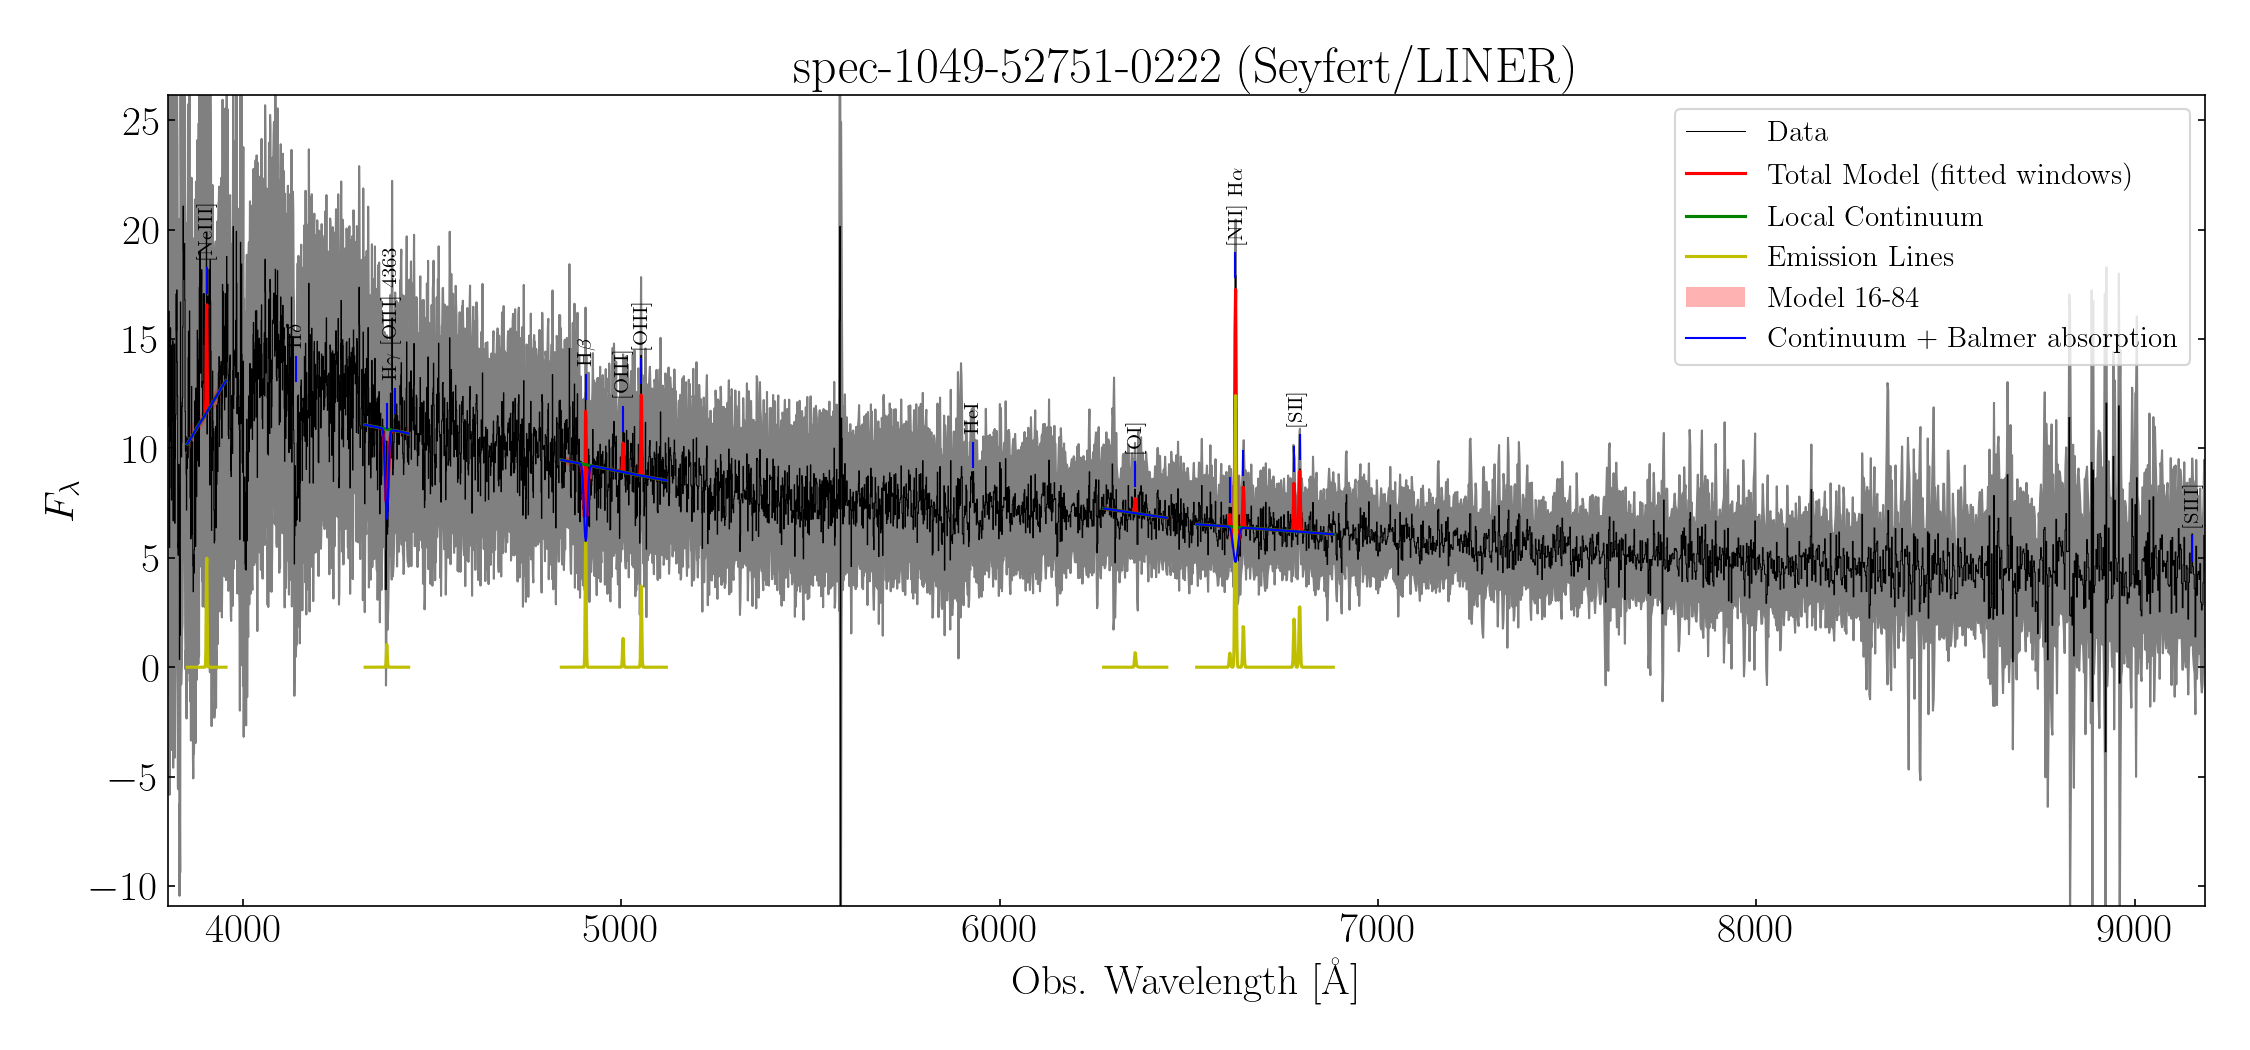 spec-1049-52751-0222 (Seyfert/LINER)
Data
Total Model (fitted windows)
Local Continuum
Emission Lines
Model 16-84
Continuum + Balmer absorption
25
20
15
10
5
0
−5
−10
Fλ
[NeIII]
Hδ
Hγ [OIII] 4363
Hβ
[OIII]
[OIII]
HeI
[OI]
[NII] Hα
[SII]
[SIII]
4000
5000
6000
7000
8000
9000
Obs. Wavelength [Å]